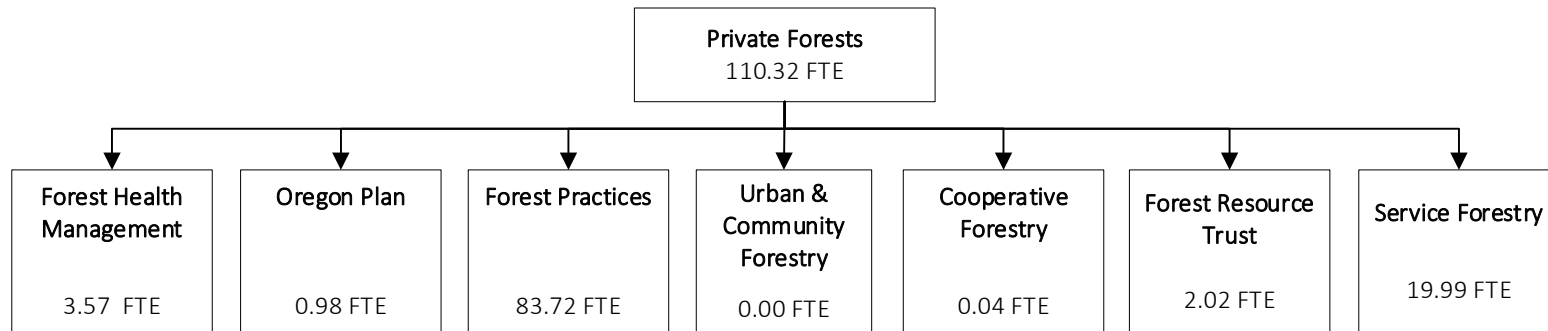 Private Forests
110.32 FTE
Forest Health
Management
3.57 FTE
Oregon Plan
0.98 FTE
Forest Practices
83.72 FTE
Urban &
Community
Forestry
0.00 FTE
Cooperative
Forestry
0.04 FTE
Forest Resource
Trust
2.02 FTE
Service Forestry
19.99 FTE